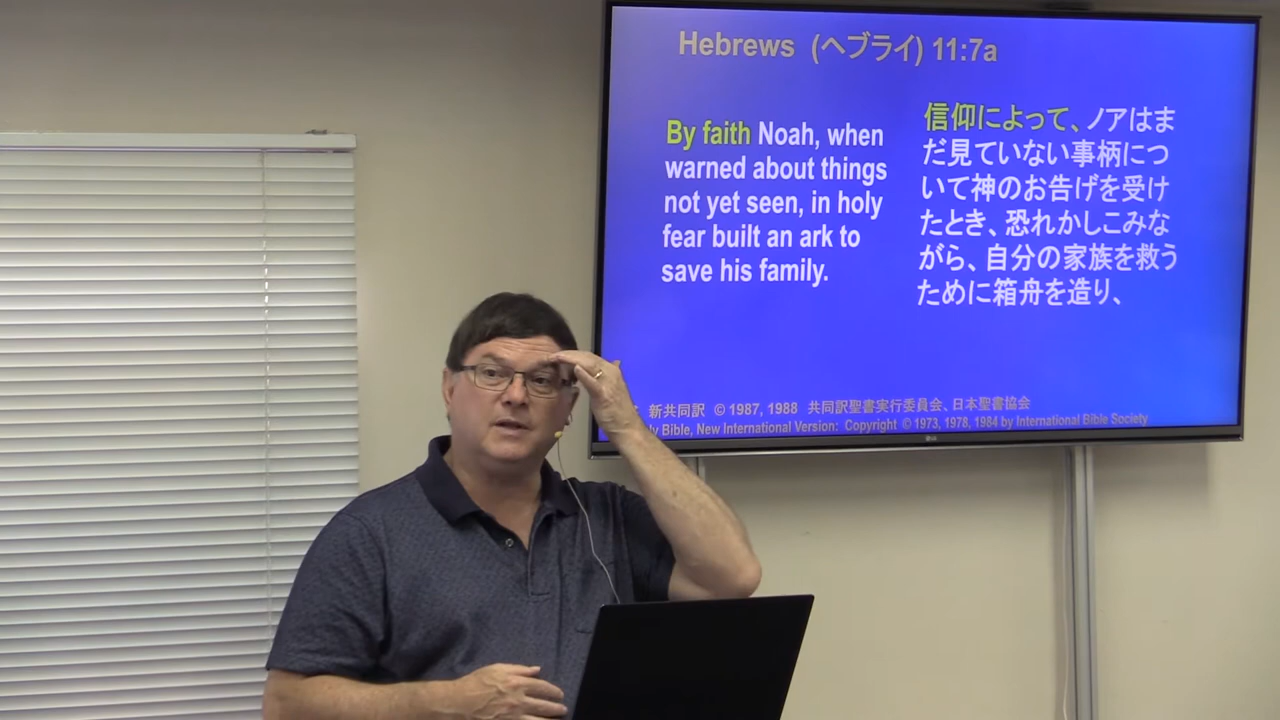 Hebrews (ヘブライ) 11:7a
By faith Noah, when
warned about things
not yet seen, in holy
fear built an ark to
save his family.
信仰によって、ノアはま
だ見ていない事柄につ
いて神のお告げを受け
たとき、恐れかしこみな
がら、自分の家族を救う
ために箱舟を造り、
新共同訳 © 1987, 1988 共同訳聖書実行委員会、日本聖書協会
Bible, New International Version: Copyright © 1973, 1978, 1984 by International Bible Society
LG